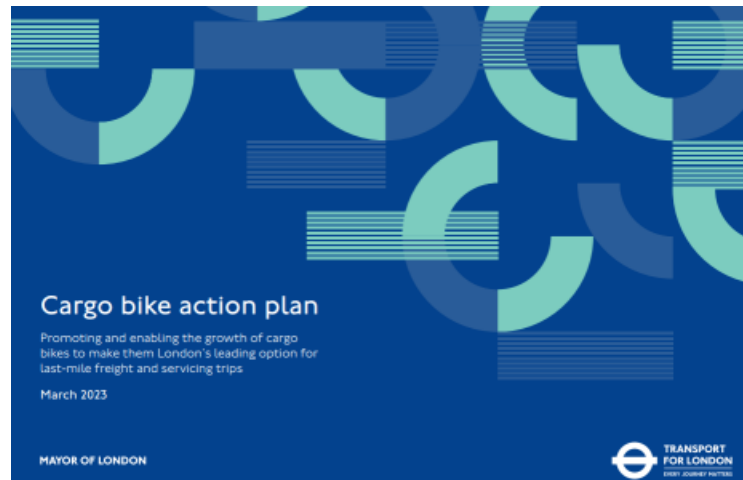 Cargo bike action plan
Promoting and enabling the growth of cargo
bikes to make them London's leading option for
last-mile freight and servicing trips
March 2023
MAYOR OF LONDON
TRANSPORT
FOR LONDON
EVERY JOURNEY MATTERS